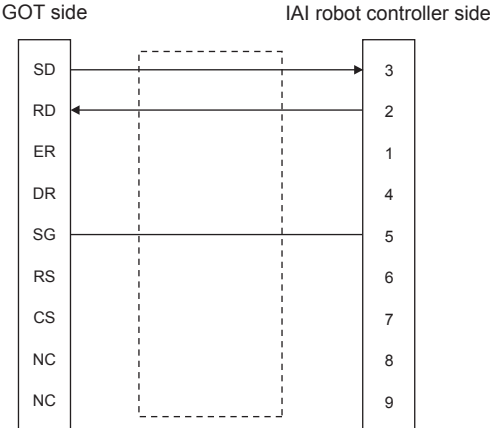 GOT side IAI robot controller side
SD 3
RD 2
ER 1
DR 4
SG 5
RS 6
CS 7
NC 8
NC 9